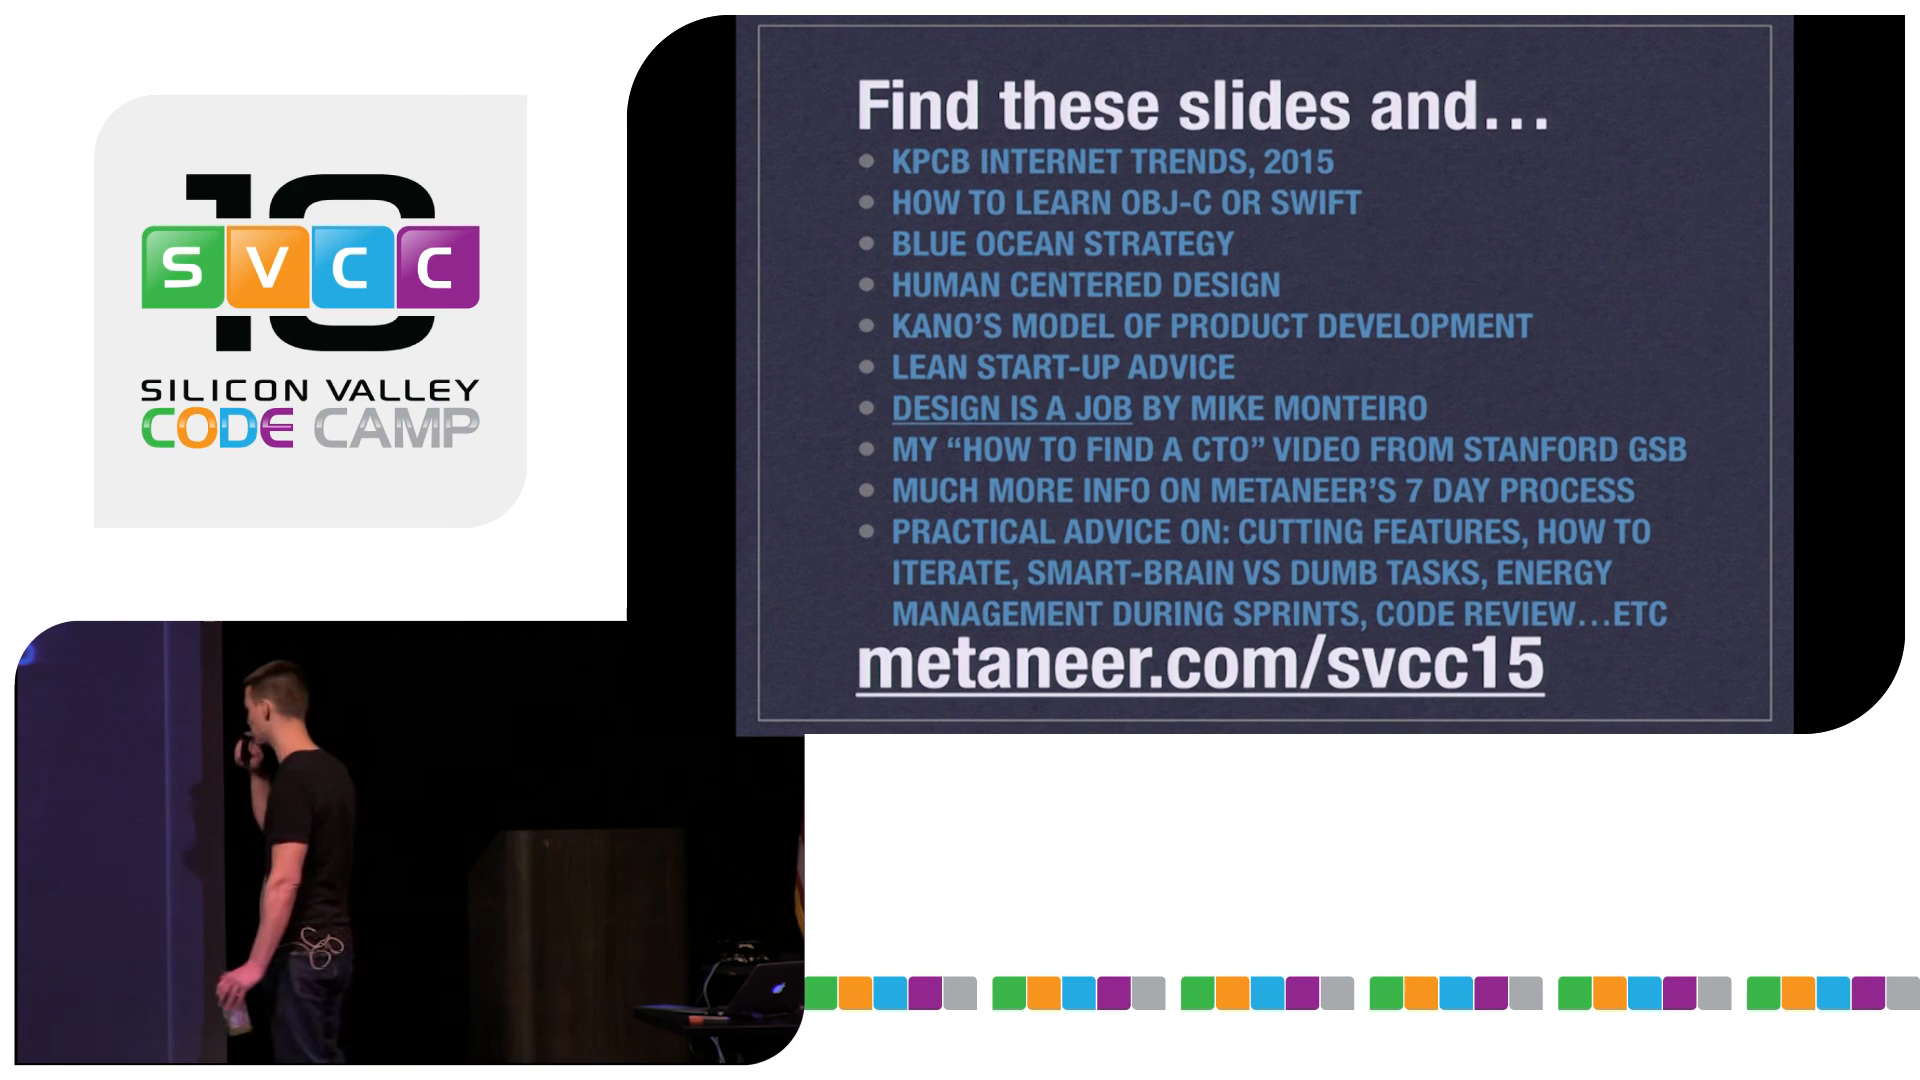 10
SVCC
SILICON VALLEY
CODE CAMP
Find these slides and…
• KPCB INTERNET TRENDS, 2015
• HOW TO LEARN OBJ-C OR SWIFT
• BLUE OCEAN STRATEGY
• HUMAN CENTERED DESIGN
• KANO’S MODEL OF PRODUCT DEVELOPMENT
• LEAN START-UP ADVICE
• DESIGN IS A JOB BY MIKE MONTEIRO
• MY “HOW TO FIND A CTO” VIDEO FROM STANFORD GSB
• MUCH MORE INFO ON METANEER’S 7 DAY PROCESS
• PRACTICAL ADVICE ON: CUTTING FEATURES, HOW TO
ITERATE, SMART-BRAIN VS DUMB TASKS, ENERGY
MANAGEMENT DURING SPRINTS, CODE REVIEW…ETC
metaneer.com/svcc15